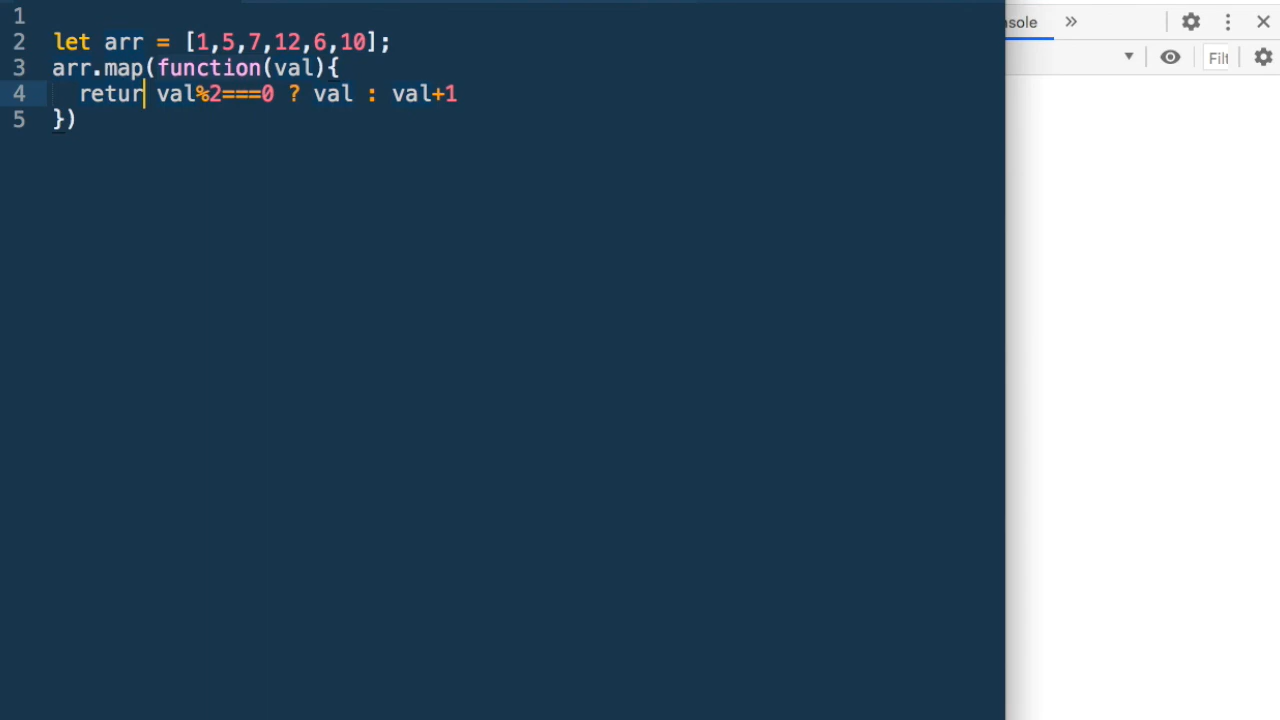 1
2 let arr = [1,5,7,12,6,10];
3 arr.map(function(val){
4 retur val%2===0 ? val : val+1
5 })
sole »
Filt